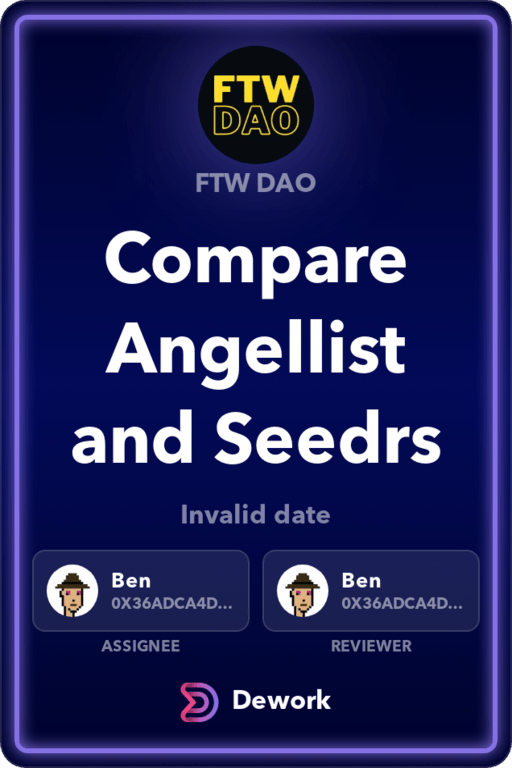 FTW
DAO
FTW DAO
Compare
Angellist
and Seedrs
Invalid date
Ben
0X36ADCA4D...
Ben
0X36ADCA4D...
ASSIGNEE
REVIEWER
Dework